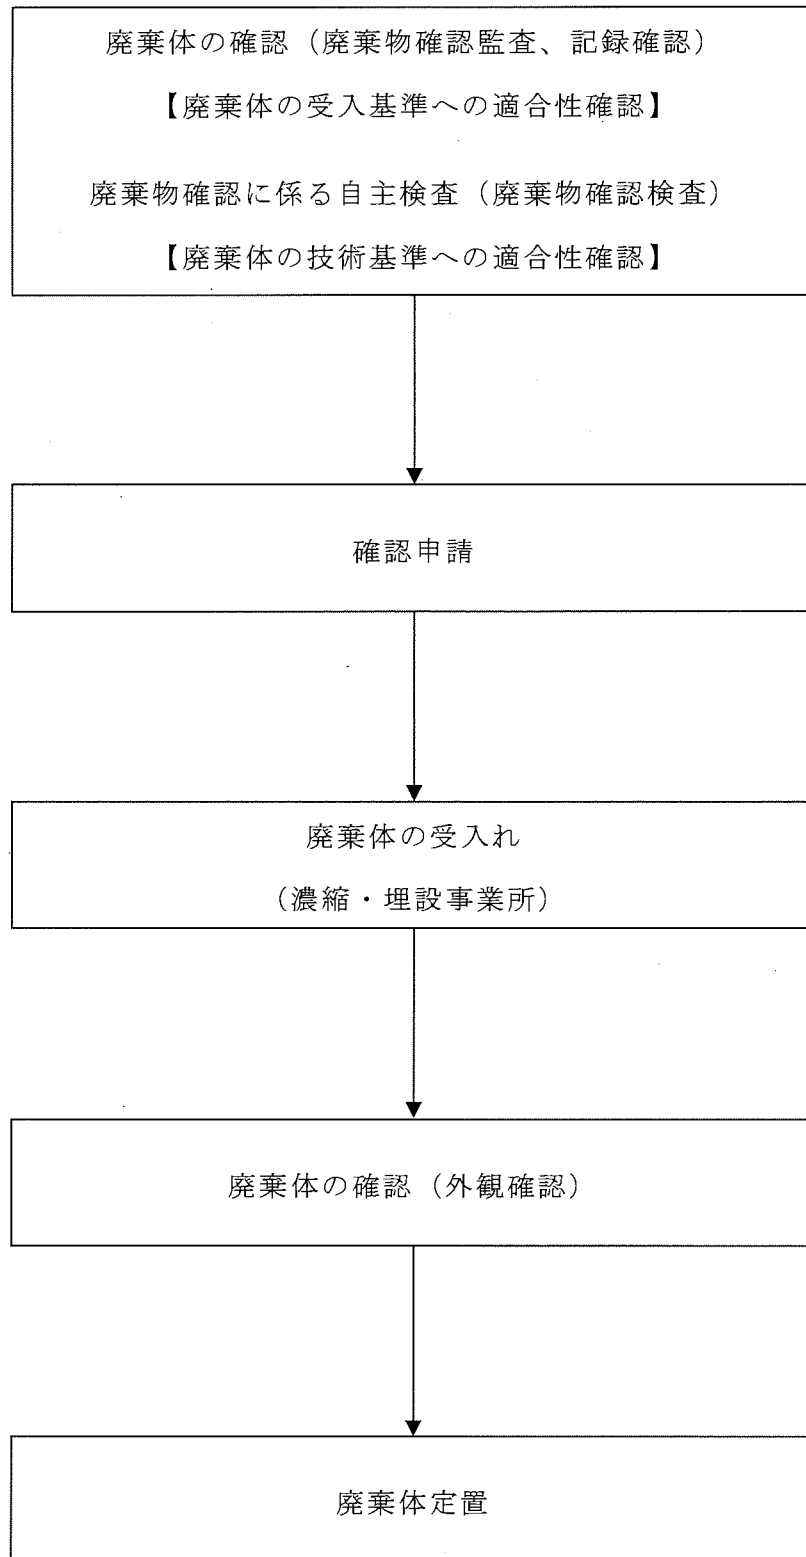 廃棄体の確認（廃棄物確認監査、記録確認）
【廃棄体の受入基準への適合性確認】
廃棄物確認に係る自主検査（廃棄物確認検査）
【廃棄体の技術基準への適合性確認】
確認申請
廃棄体の受入れ
（濃縮・埋設事業所）
廃棄体の確認（外観確認）
廃棄体定置